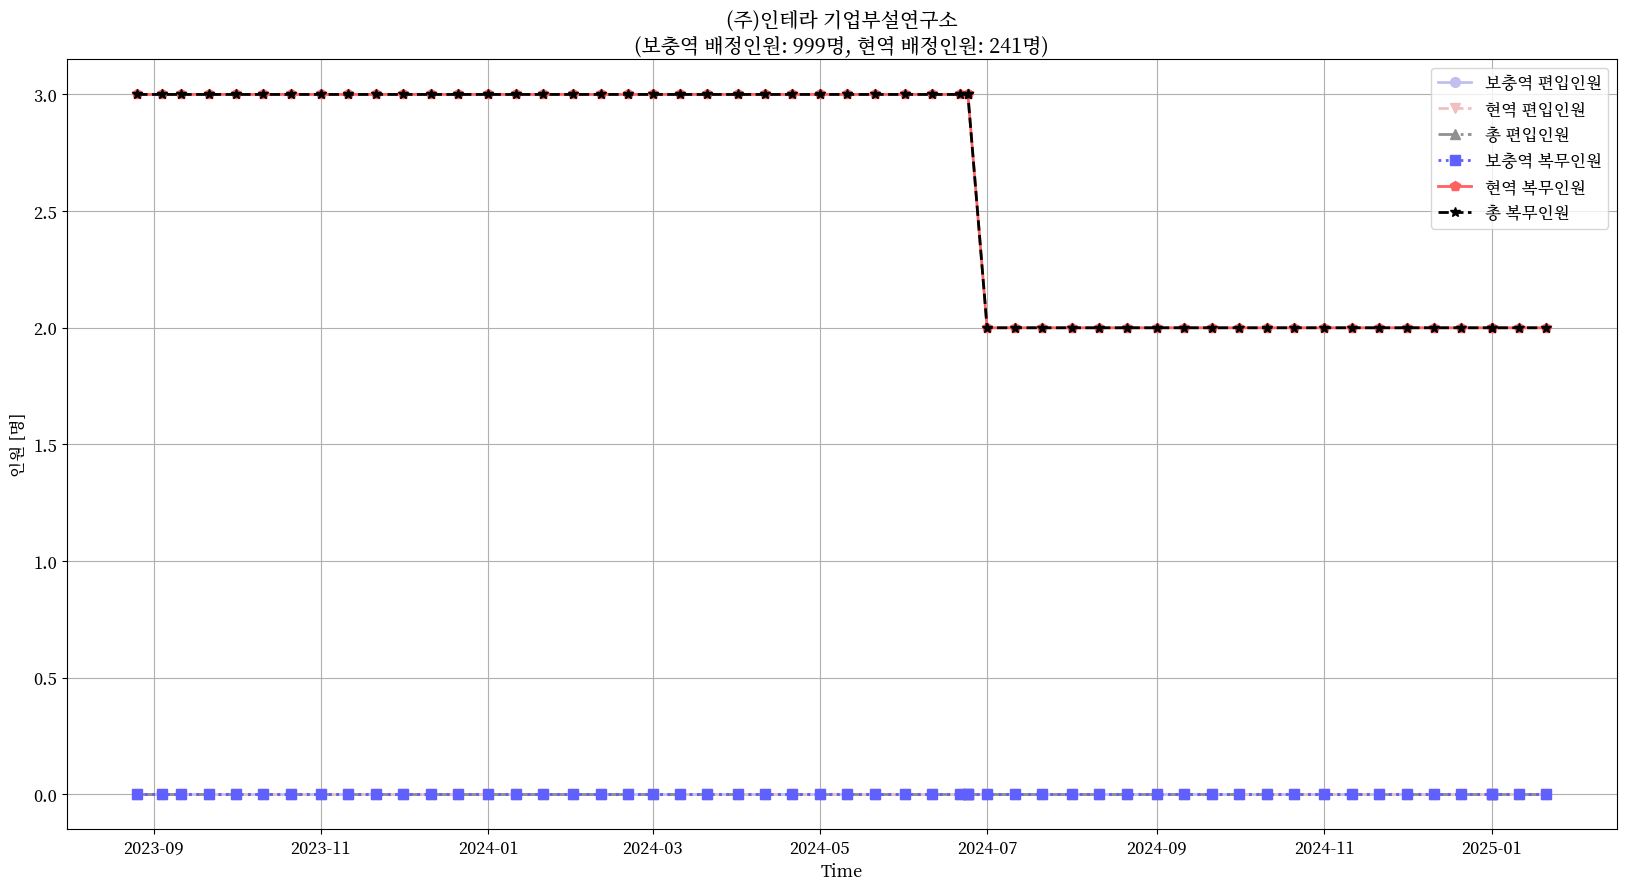 (주)인테라 기업부설연구소
(보충역 배정인원: 999명, 현역 배정인원: 241명)
보충역 편입인원
현역 편입인원
총 편입인원
보충역 복무인원
현역 복무인원
총 복무인원
인원 [명]
3.0
2.5
2.0
1.5
1.0
0.5
0.0
2023-09 2023-11 2024-01 2024-03 2024-05 2024-07 2024-09 2024-11 2025-01
Time